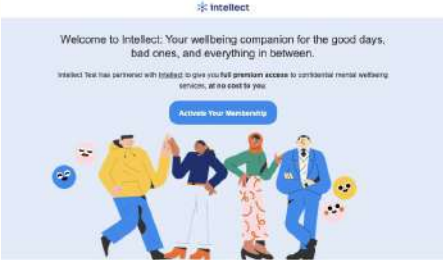 Intellect
Welcome to Intellect: Your wellbeing companion for the good days,
bad ones, and everything in between.
Intellect Test has partnered with Intellect to give you full premium access to confidential mental wellbeing
services, at no cost to you.
Activate Your Membership